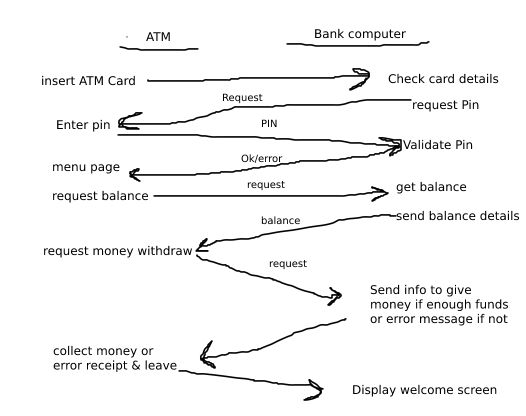 ATM
Bank computer
insert ATM Card
Check card details
Request
request Pin
Enter pin
PIN
Validate Pin
Ok/error
menu page
request
get balance
request balance
send balance details
balance
request money withdraw
request
Send info to give
money if enough funds
or error message if not
collect money or
error receipt & leave
Display welcome screen